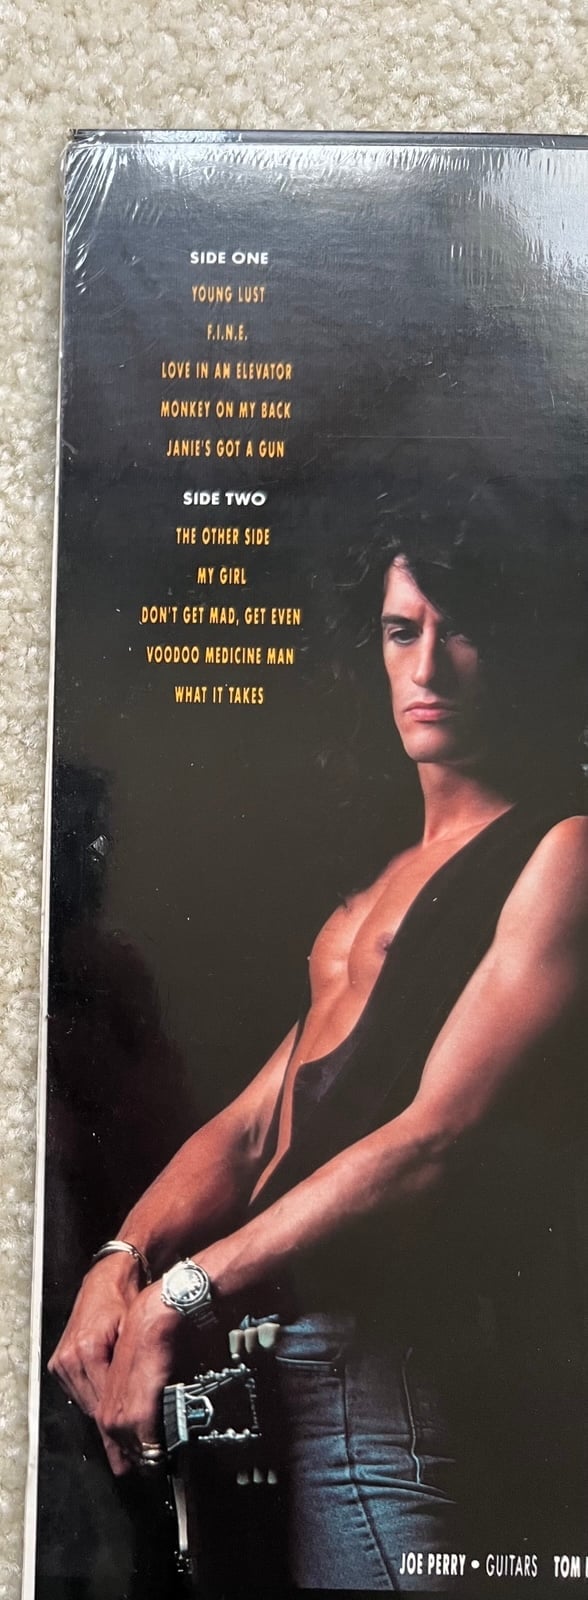 SIDE ONE
YOUNG LUST
F.I.N.E.
LOVE IN AN ELEVATOR
MONKEY ON MY BACK
JANIE'S GOT A GUN
SIDE TWO
THE OTHER SIDE
MY GIRL
DON'T GET MAD, GET EVEN
VOODOO MEDICINE MAN
WHAT IT TAKES
JOE PERRY • GUITARS TOM